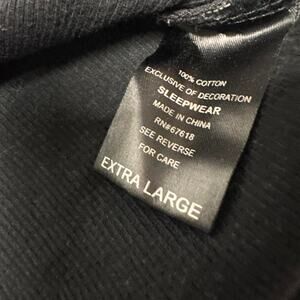 100% COTTON
EXCLUSIVE OF DECORATION
SLEEPWEAR
MADE IN CHINA
RN#67618
SEE REVERSE
FOR CARE
EXTRA LARGE